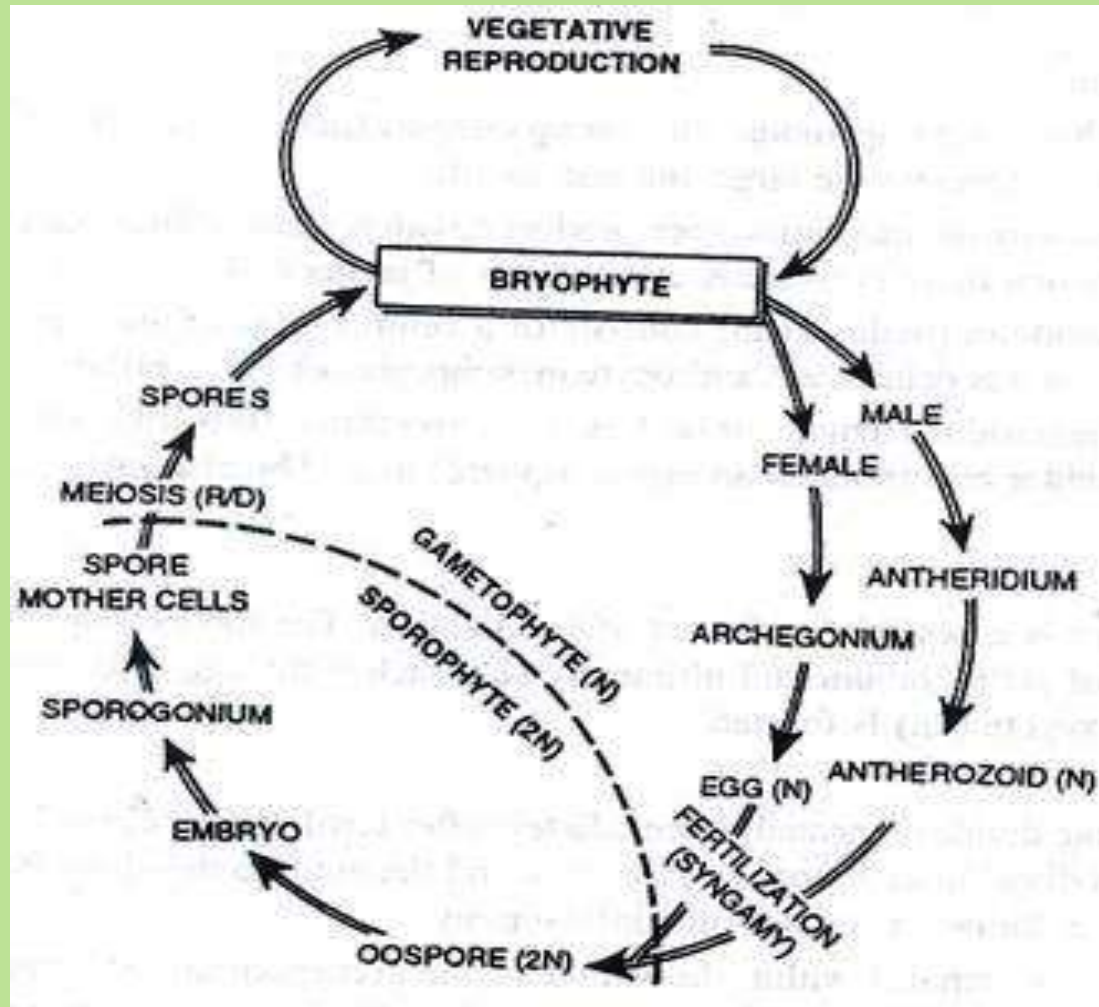 VEGETATIVE
REPRODUCTION
BRYOPHYTE
SPORES
MALE
FEMALE
MEIOSIS (R/D)
SPORE
MOTHER CELLS
GAMETOPHYTE (N)
SPOROPHYTE (2N)
ANTHERIDIUM
ARCHEGONIUM
SPOROGONIUM
EGG (N)
ANTHEROZOID (N)
EMBRYO
FERTILIZATION
(SYNGAMY)
OOSPORE (2N)